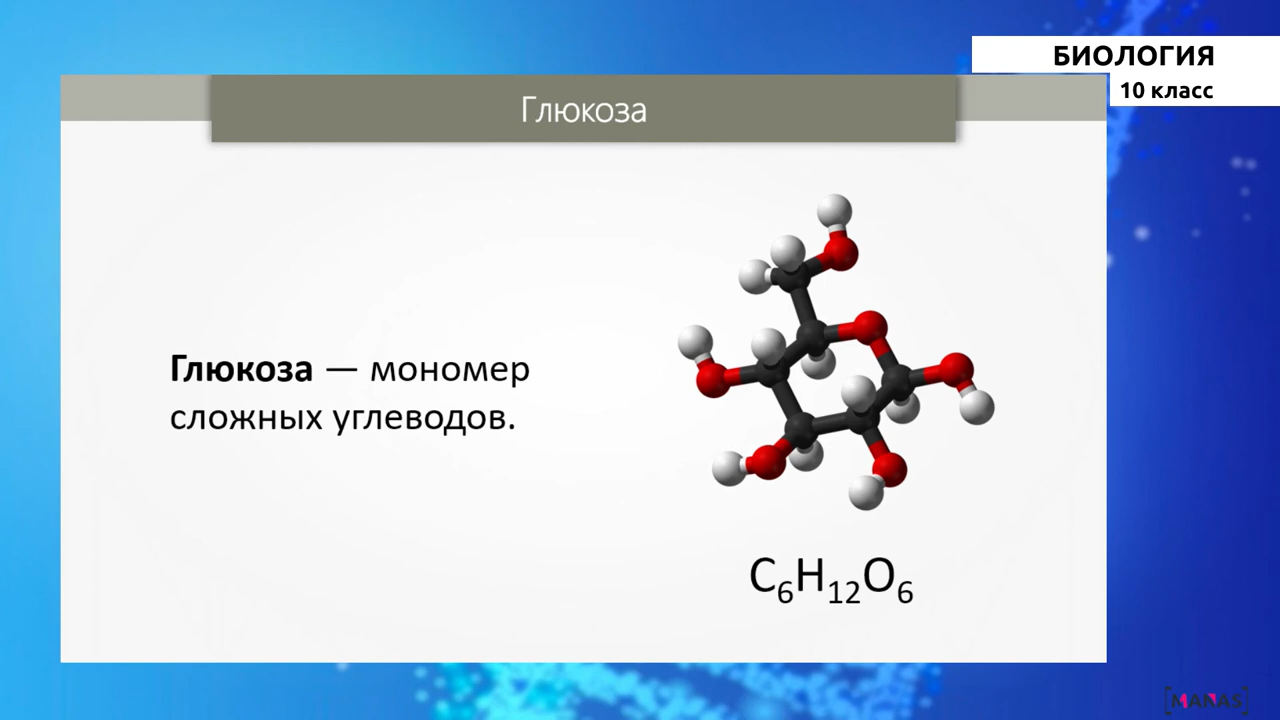 БИОЛОГИЯ
10 класс
Глюкоза
Глюкоза — мономер
сложных углеводов.
C₆H₁₂O₆
[MANAS]